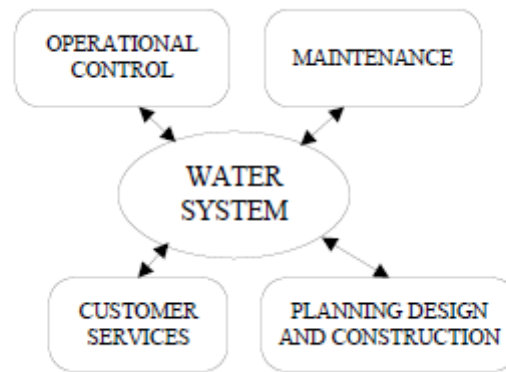 OPERATIONAL
CONTROL
MAINTENANCE
WATER
SYSTEM
CUSTOMER
SERVICES
PLANNING DESIGN
AND CONSTRUCTION